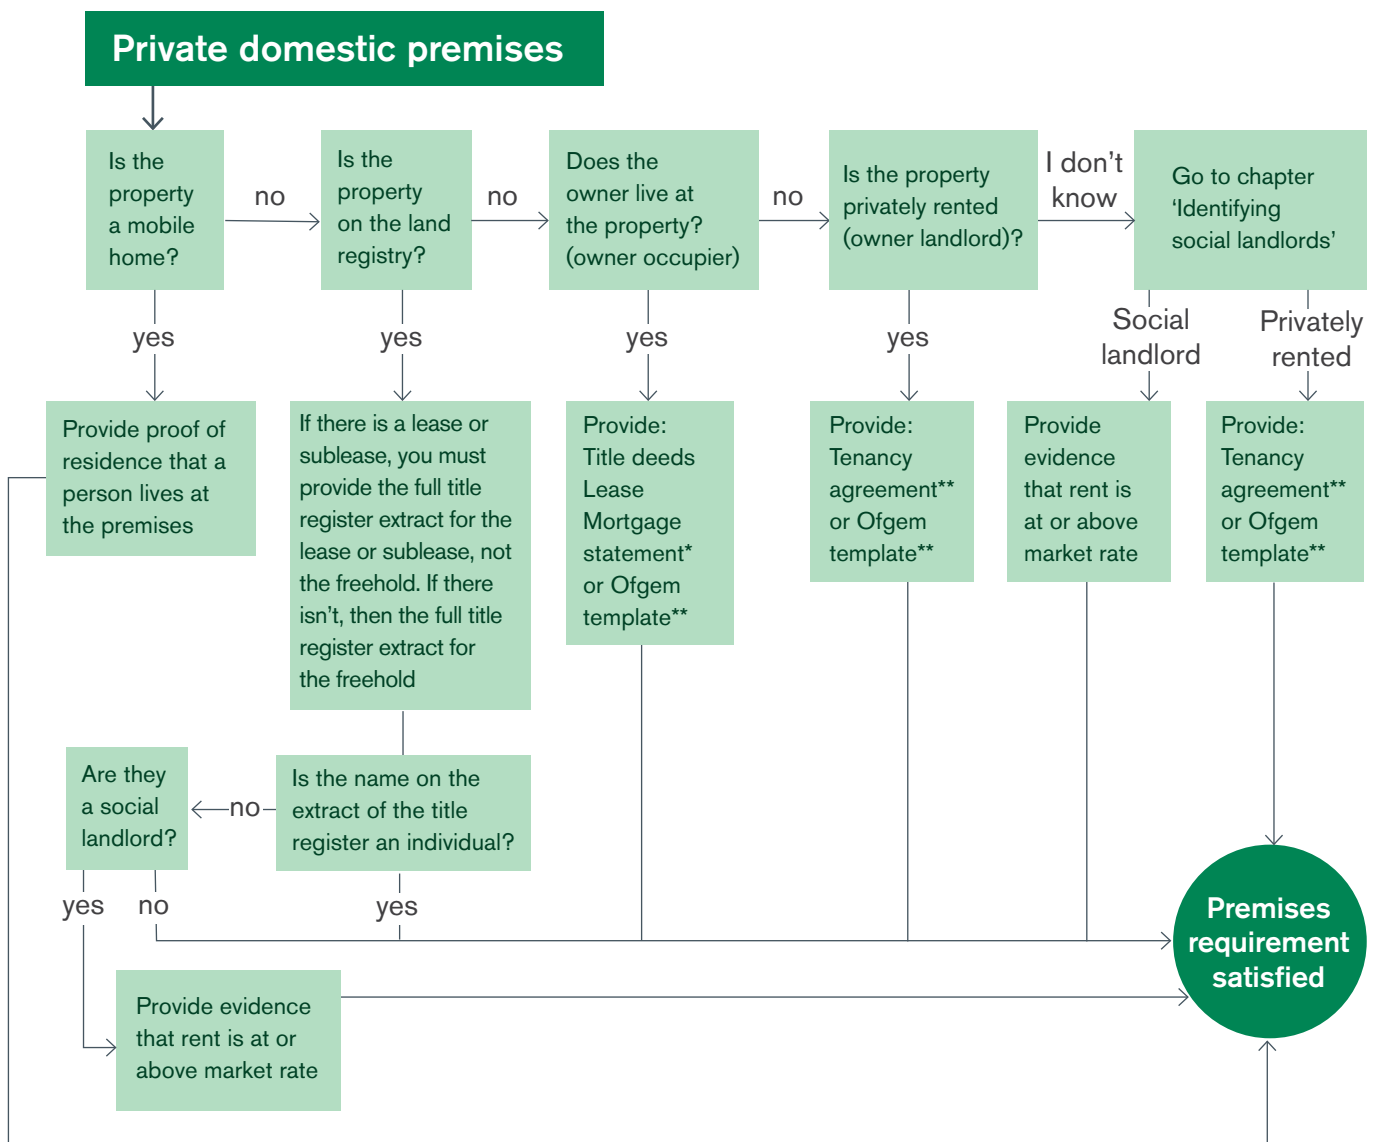 Private domestic premises
Is the
property
a mobile
home?
no
Is the
property
on the land
registry?
no
Does the
owner live at
the property?
(owner occupier)
no
Is the property
privately rented
(owner landlord)?
I don’t
know
Go to chapter
‘Identifying
social landlords’
yes
yes
yes
yes
Social
landlord
Privately
rented
Provide proof of
residence that a
person lives at
the premises
If there is a lease or
sublease, you must
provide the full title
register extract for the
lease or sublease, not
the freehold. If there
isn’t, then the full title
register extract for
the freehold
Provide:
Title deeds
Lease
Mortgage
statement*
or Ofgem
template**
Provide:
Tenancy
agreement**
or Ofgem
template**
Provide
evidence
that rent is
at or above
market rate
Provide:
Tenancy
agreement**
or Ofgem
template**
Are they
a social
landlord?
no
Is the name on the
extract of the title
register an individual?
yes
no
yes
Premises
requirement
satisfied
Provide evidence
that rent is at or
above market rate